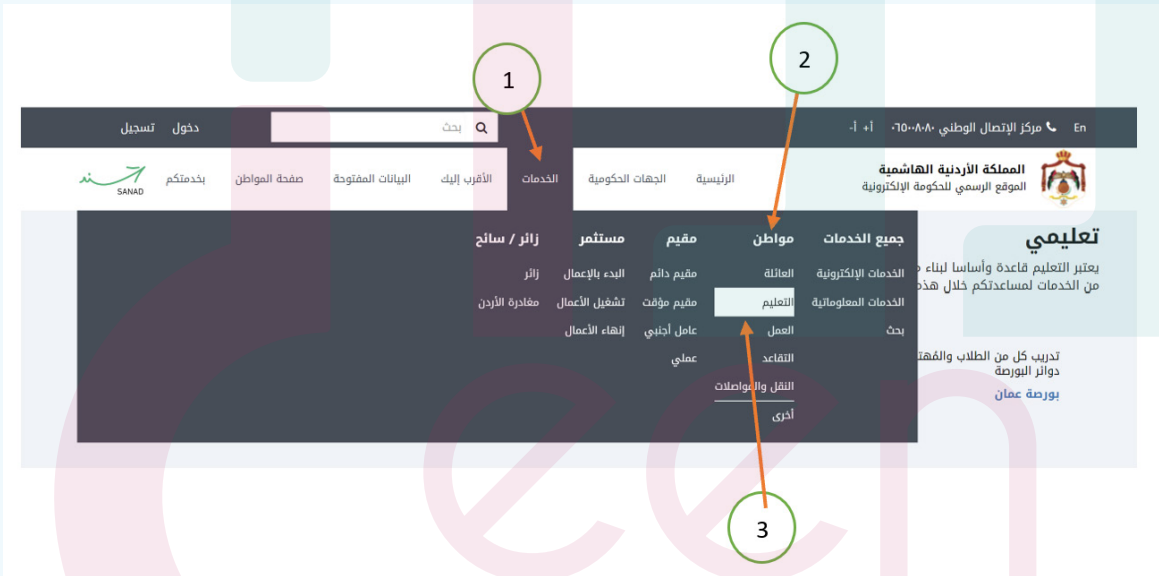 1
2
En مركز الإتصال الوطني ٠٦٥٠٠٨٠٨٠ أ+ أ-
بحث
دخول تسجيل
المملكة الأردنية الهاشمية
الموقع الرسمي للحكومة الإلكترونية
الرئيسية الجهات الحكومية الخدمات الأقرب إليك البيانات المفتوحة صفحة المواطن بخدمتكم
سند
SANAD
تعليمي
يعتبر التعليم قاعدة وأساسا لبناء
من الخدمات لمساعدتكم خلال هذه
جميع الخدمات مواطن مقيم مستثمر زائر / سائح
الخدمات الإلكترونية العائلة مقيم دائم البدء بالإعمال زائر
الخدمات المعلوماتية التعليم مقيم مؤقت تشغيل الأعمال مغادرة الأردن
بحث العمل عامل أجنبي إنهاء الأعمال
التقاعد عملي
النقل والمواصلات
أخرى
تدريب كل من الطلاب
دوائر البورصة
بورصة عمان
3
een